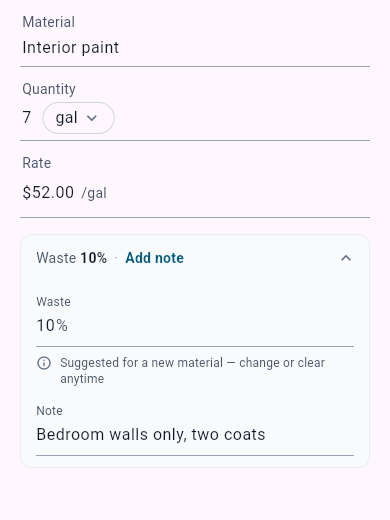 Material
Interior paint
Quantity
7 gal
Rate
$52.00 /gal
Waste 10% · Add note
Waste
10%
Suggested for a new material — change or clear
anytime
Note
Bedroom walls only, two coats